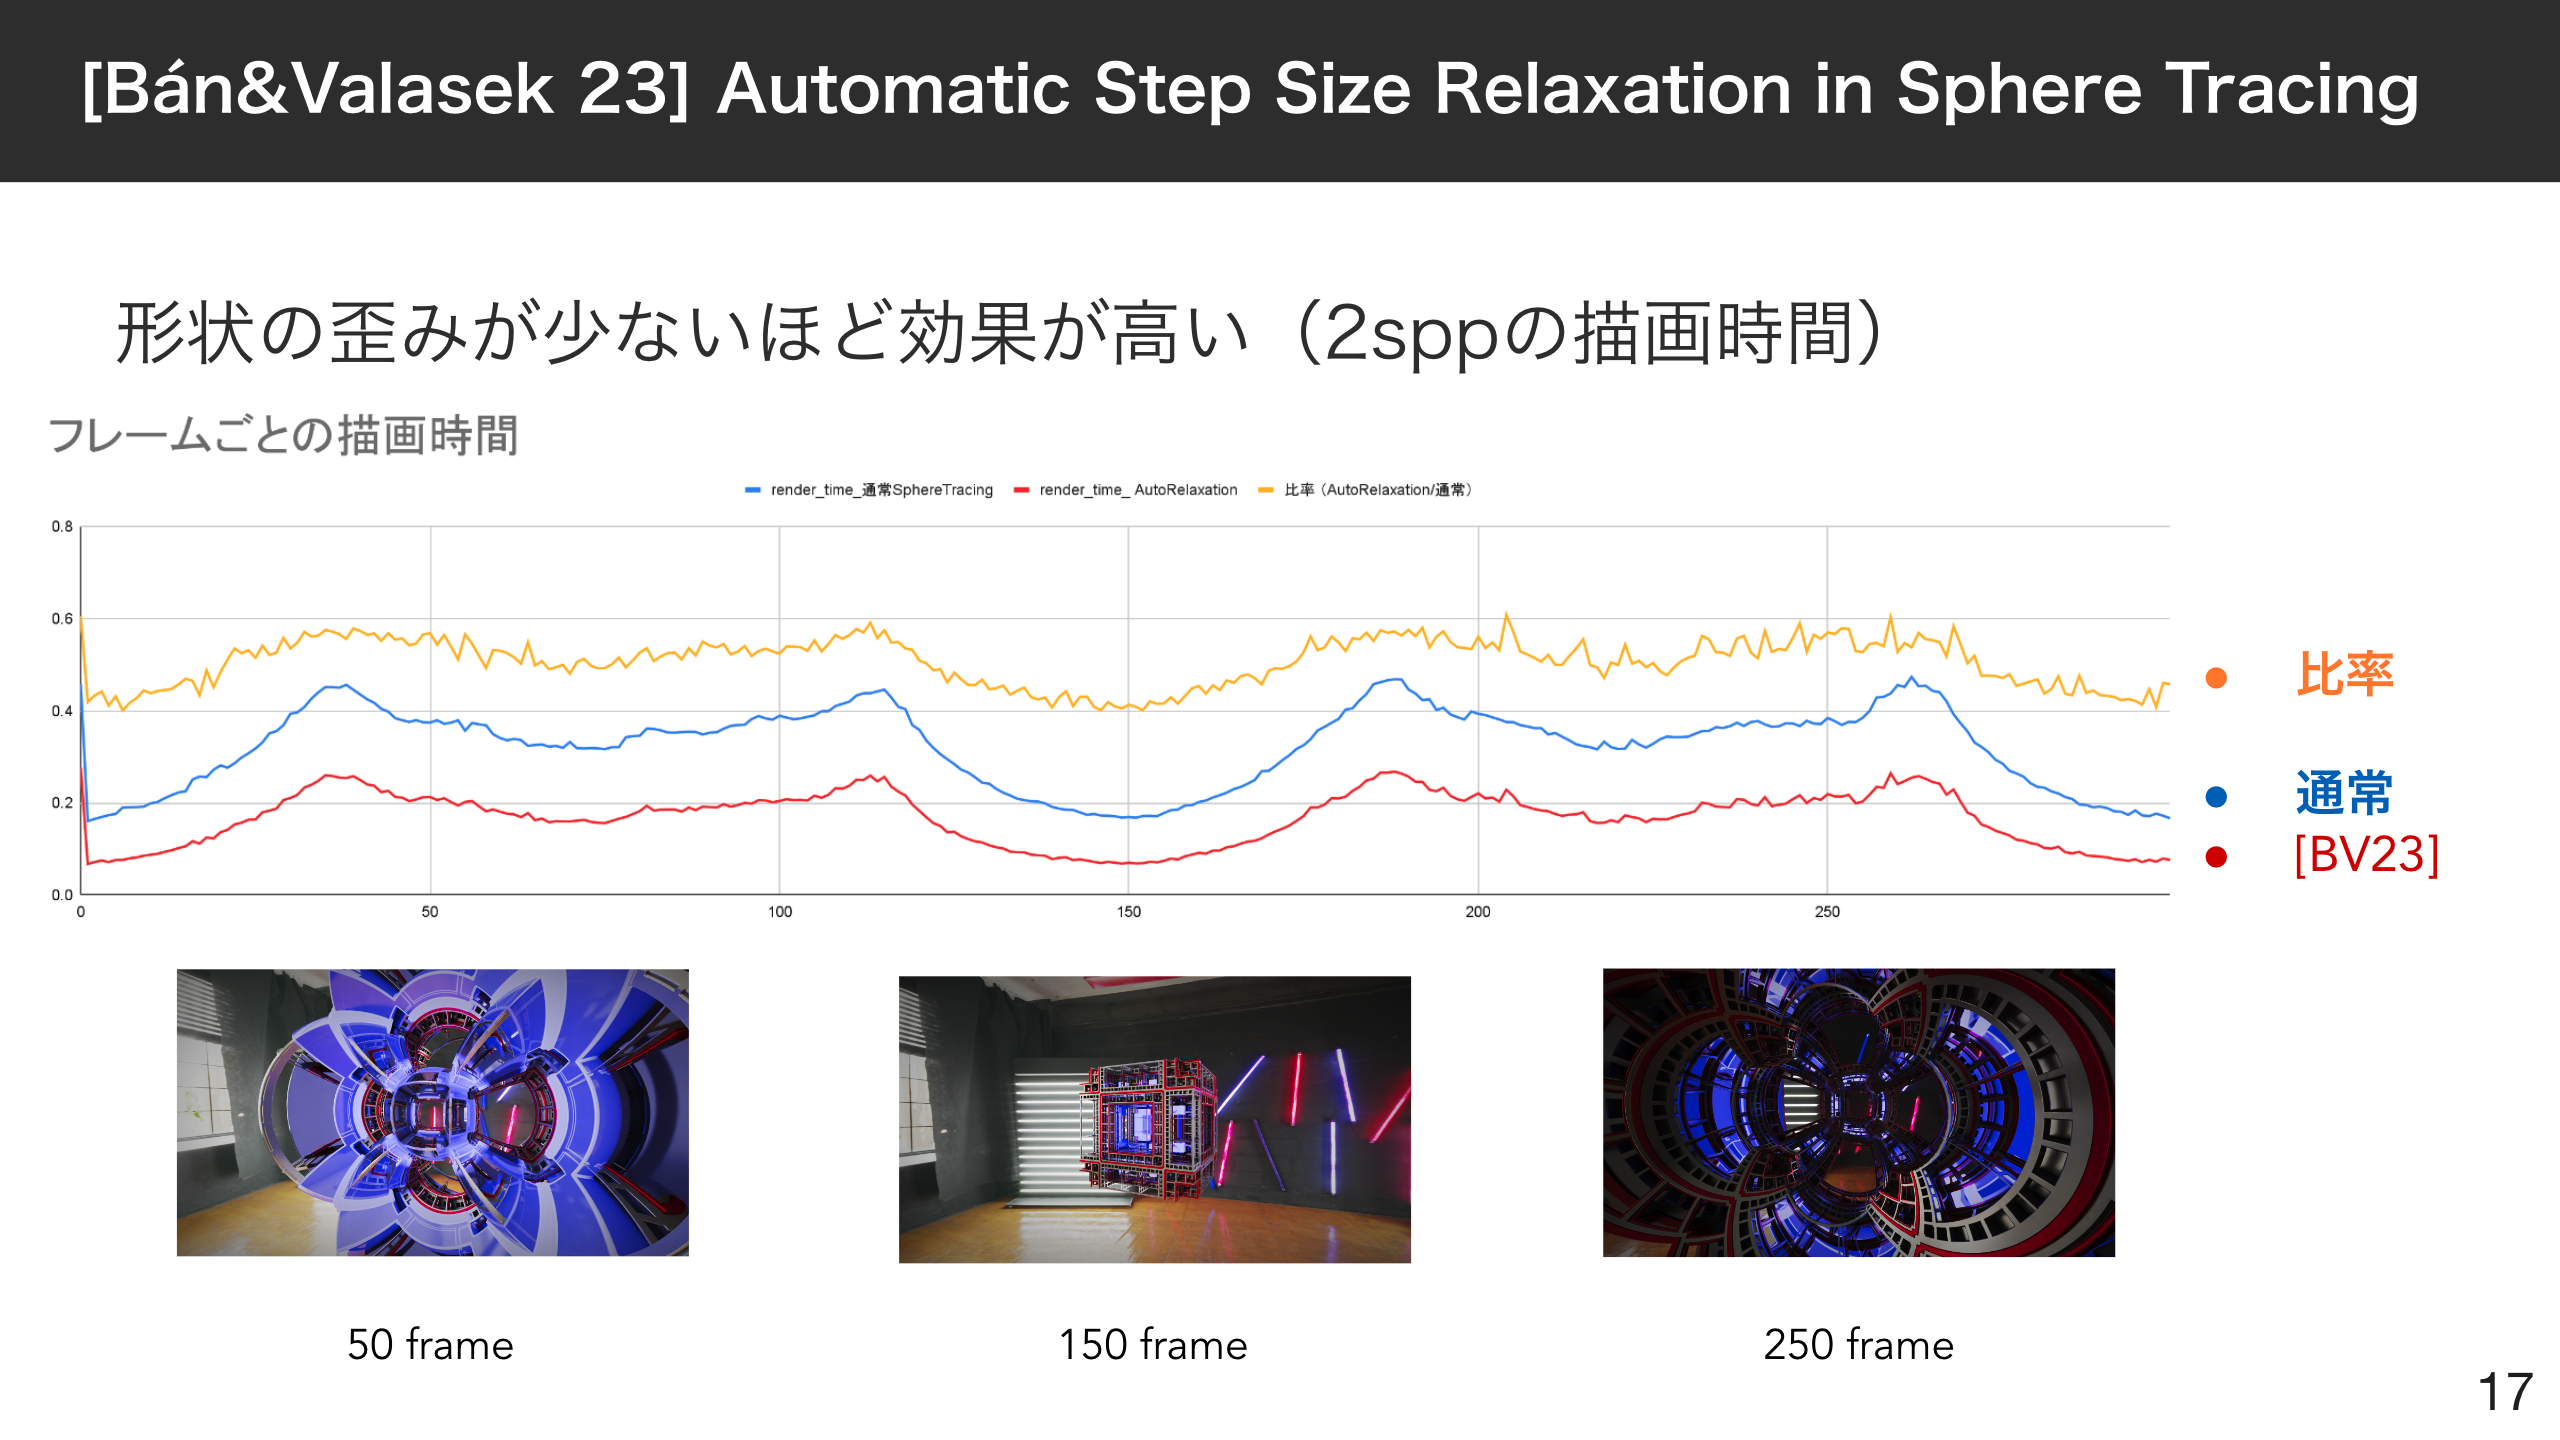 [Bán&Valasek 23] Automatic Step Size Relaxation in Sphere Tracing
形状の歪みが少ないほど効果が高い（2sppの描画時間）
フレームごとの描画時間
render_time_通常SphereTracing render_time_ AutoRelaxation 比率（AutoRelaxation/通常）
0.8
0.6
0.4
0.2
0.0
0 50 100 150 200 250
• 比率
• 通常
• [BV23]
50 frame 150 frame 250 frame
17